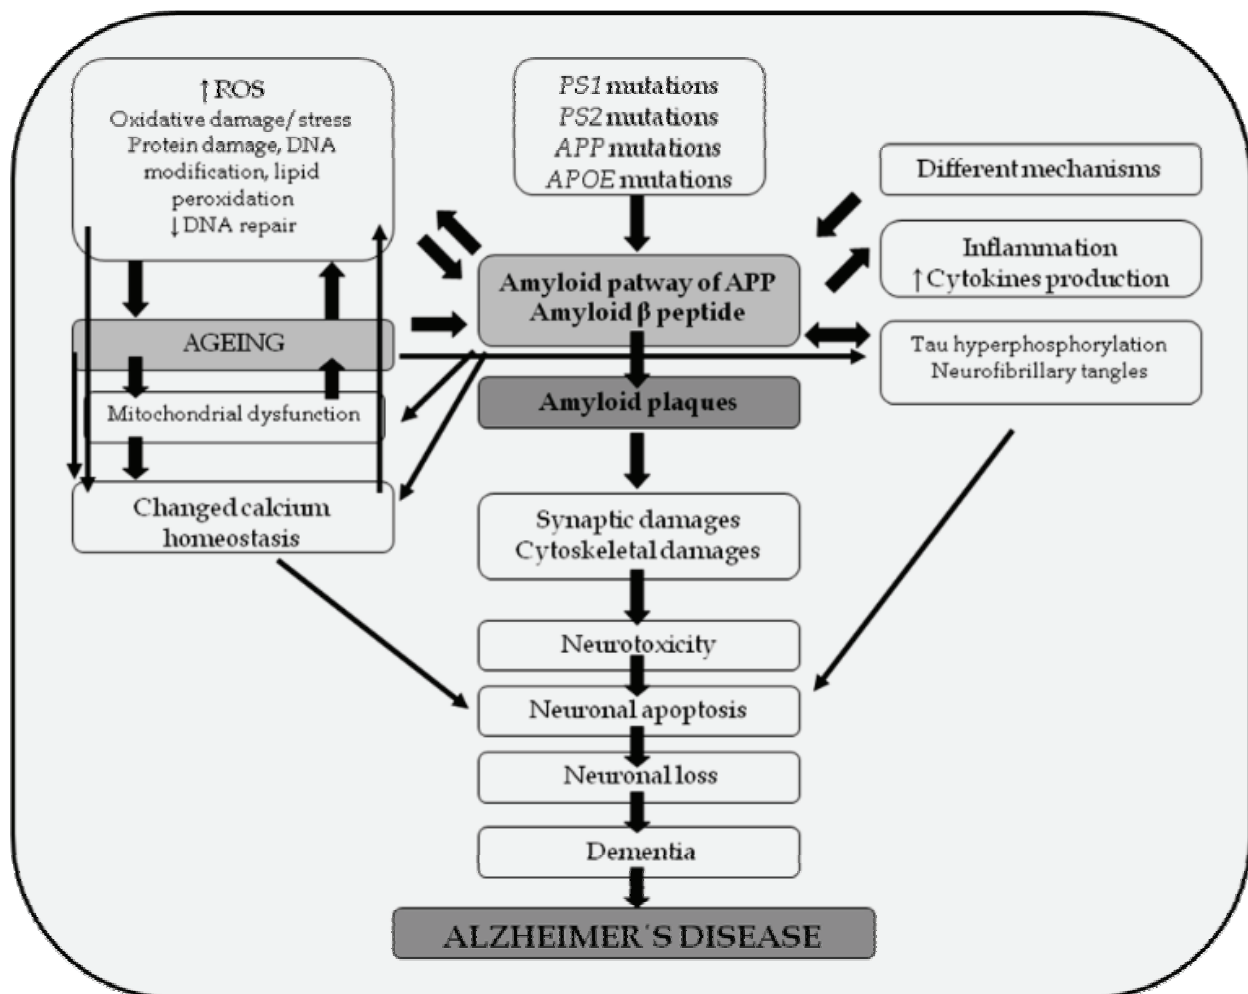 ↑ROS
Oxidative damage/ stress
Protein damage, DNA
modification, lipid
peroxidation
↓DNA repair
AGEING
Mitochondrial dysfunction
Changed calcium
homeostasis
PS1 mutations
PS2 mutations
APP mutations
APOE mutations
Amyloid patway of APP
Amyloid β peptide
Amyloid plaques
Synaptic damages
Cytoskeletal damages
Neurotoxicity
Neuronal apoptosis
Neuronal loss
Dementia
ALZHEIMER´S DISEASE
Different mechanisms
Inflammation
↑Cytokines production
Tau hyperphosphorylation
Neurofibrillary tangles